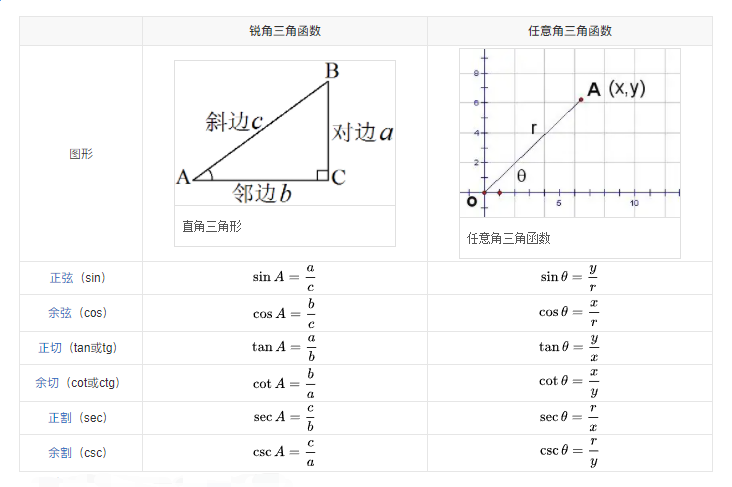 锐角三角函数 任意角三角函数
图形
B
斜边c
对边a
A
C
邻边b
直角三角形
8
6
4
2
A (x,y)
r
θ
O
5
10
任意角三角函数
正弦（sin） sin A = a/c sin θ = y/r
余弦（cos） cos A = b/c cos θ = x/r
正切（tan或tg） tan A = a/b tan θ = y/x
余切（cot或ctg） cot A = b/a cot θ = x/y
正割（sec） sec A = c/b sec θ = r/x
余割（csc） csc A = c/a csc θ = r/y